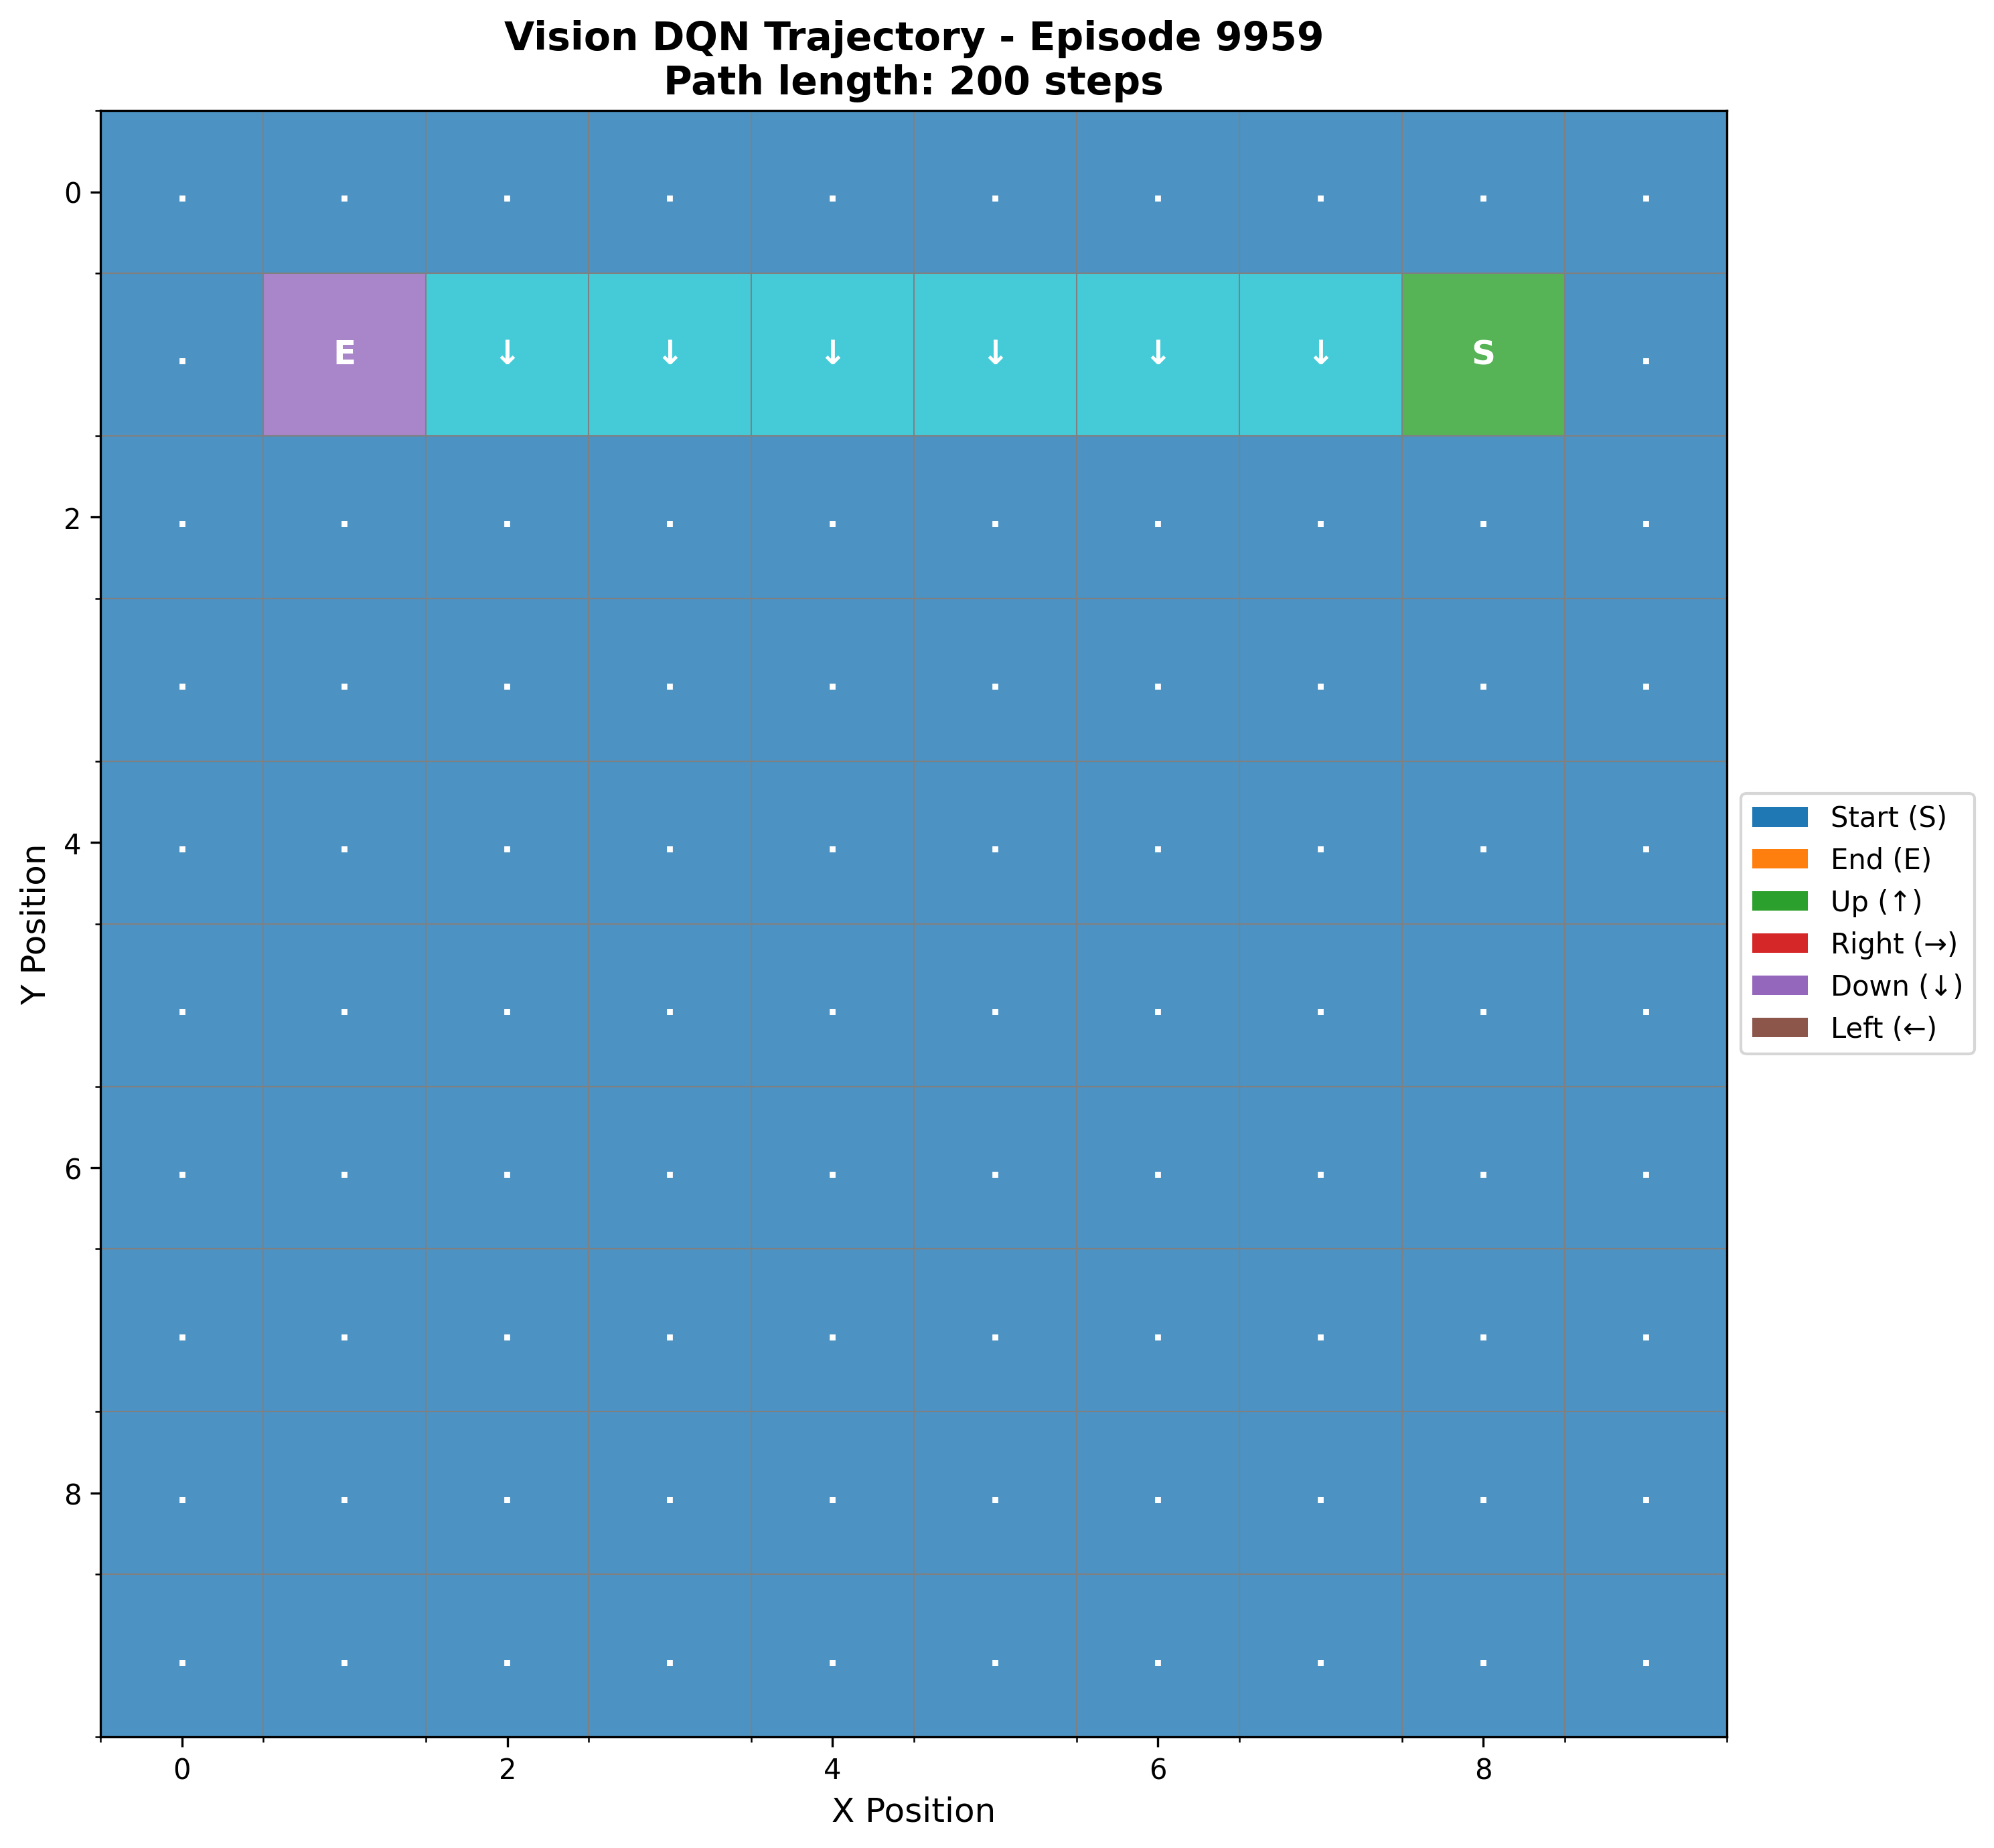 Vision DQN Trajectory - Episode 9959
Path length: 200 steps
0 . . . . . . . . . .
. E ↓ ↓ ↓ ↓ ↓ ↓ S .
2 . . . . . . . . . .
. . . . . . . . . .
4 . . . . . . . . . .
. . . . . . . . . .
6 . . . . . . . . . .
. . . . . . . . . .
8 . . . . . . . . . .
. . . . . . . . . .
0 2 4 6 8
X Position
Y Position
Start (S)
End (E)
Up (↑)
Right (→)
Down (↓)
Left (←)